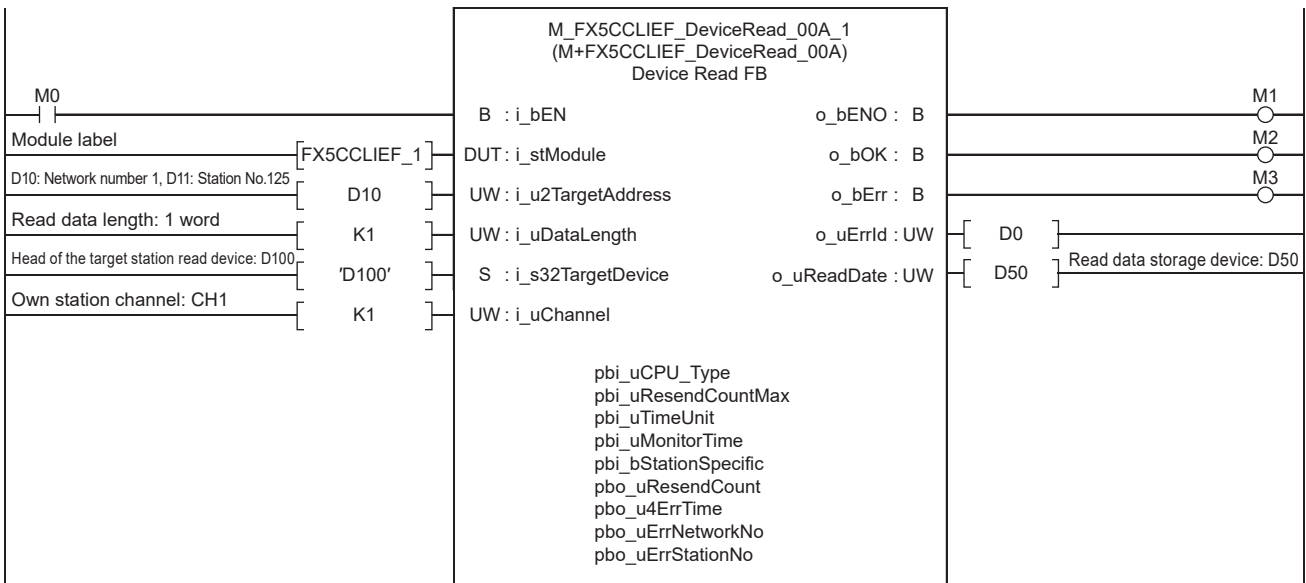 M_FX5CCLIEF_DeviceRead_00A_1
(M+FX5CCLIEF_DeviceRead_00A)
Device Read FB
M0
B : i_bEN
o_bENO : B
M1
Module label
FX5CCLIEF_1
DUT : i_stModule
o_bOK : B
M2
D10: Network number 1, D11: Station No.125
D10
UW : i_u2TargetAddress
o_bErr : B
M3
Read data length: 1 word
K1
UW : i_uDataLength
o_uErrId : UW
D0
Head of the target station read device: D100
'D100'
S : i_s32TargetDevice
o_uReadDate : UW
D50
Read data storage device: D50
Own station channel: CH1
K1
UW : i_uChannel
pbi_uCPU_Type
pbi_uResendCountMax
pbi_uTimeUnit
pbi_uMonitorTime
pbi_bStationSpecific
pbo_uResendCount
pbo_u4ErrTime
pbo_uErrNetworkNo
pbo_uErrStationNo